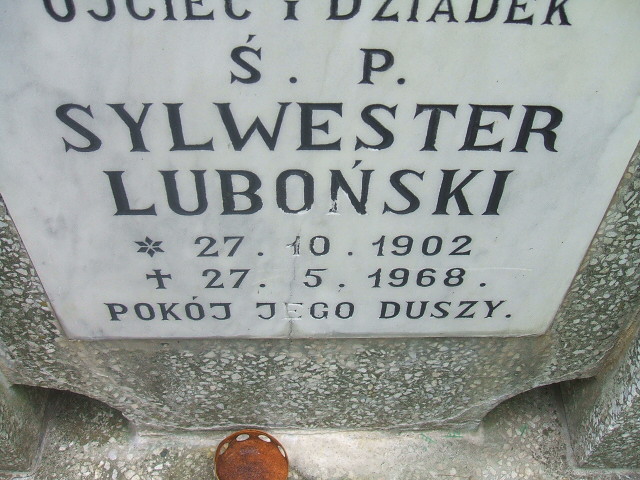 OJCIEC I DZIADEK
Ś. P.
SYLWESTER
LUBOŃSKI
* 27.10.1902
† 27.5.1968.
POKÓJ JEGO DUSZY.